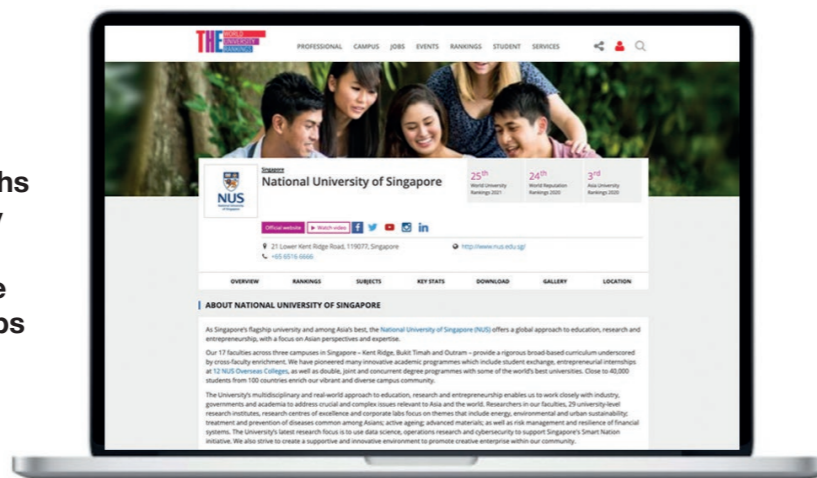 THE WORLD UNIVERSITY RANKINGS
PROFESSIONAL CAMPUS JOBS EVENTS RANKINGS STUDENT SERVICES
NUS
National University of Singapore
Singapore
National University of Singapore
25th World University Rankings 2021
24th World Reputation Rankings 2020
3rd Asia University Rankings 2020
Official website Watch video
21 Lower Kent Ridge Road, 119077, Singapore
http://www.nus.edu.sg/
+65 6516 6666
OVERVIEW RANKINGS SUBJECTS KEY STATS DOWNLOAD GALLERY LOCATION
ABOUT NATIONAL UNIVERSITY OF SINGAPORE
As Singapore's flagship university and among Asia's best, the National University of Singapore (NUS) offers a global approach to education, research and
entrepreneurship, with a focus on Asian perspectives and expertise.
Our 17 faculties across three campuses in Singapore – Kent Ridge, Bukit Timah and Outram – provide a rigorous broad-based curriculum underscored
by cross-faculty enrichment. We have pioneered many innovative academic programmes which include student exchange, entrepreneurial internships
at 12 NUS Overseas Colleges, as well as double, joint and concurrent degree programmes with some of the world's best universities. Close to 40,000
students from 100 countries enrich our vibrant and diverse campus community.
The University's multidisciplinary and real-world approach to education, research and entrepreneurship enables us to work closely with industry,
governments and academia to address crucial and complex issues relevant to Asia and the world. Researchers in our faculties, 29 university-level
research institutes, research centres of excellence and corporate labs focus on themes that include energy, environmental and urban sustainability;
treatment and prevention of diseases common among Asians; active ageing; advanced materials; as well as risk management and resilience of financial
systems. The University's latest research focus is to use data science, operations research and cybersecurity to support Singapore's Smart Nation
initiative. We also strive to create a supportive and innovative environment to promote creative enterprise within our community.